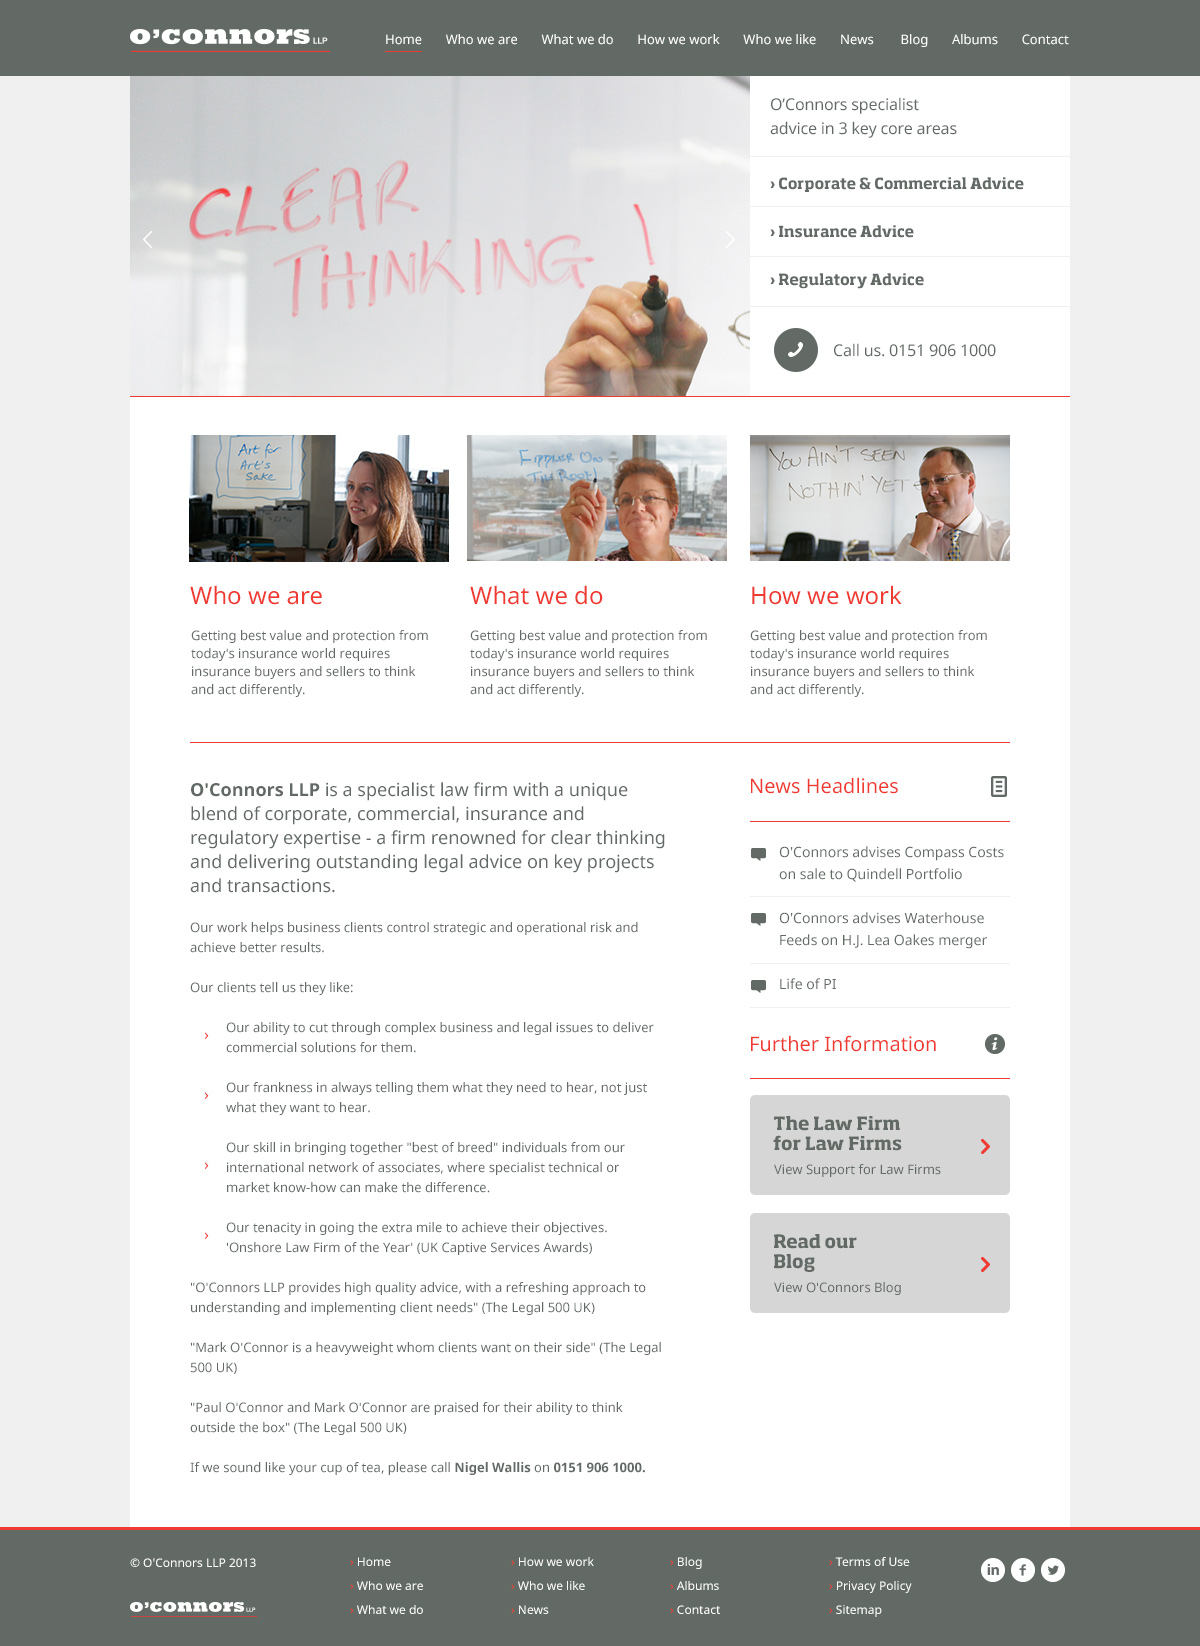 o'connors LLP
Home Who we are What we do How we work Who we like News Blog Albums Contact
CLEAR
THINKING !
O'Connors specialist
advice in 3 key core areas
› Corporate & Commercial Advice
› Insurance Advice
› Regulatory Advice
Call us. 0151 906 1000
Art for
Art's
Sake
FIDDLER ON
THE ROOF!
YOU AIN'T SEEN
NOTHIN' YET
Who we are
Getting best value and protection from
today's insurance world requires
insurance buyers and sellers to think
and act differently.
What we do
Getting best value and protection from
today's insurance world requires
insurance buyers and sellers to think
and act differently.
How we work
Getting best value and protection from
today's insurance world requires
insurance buyers and sellers to think
and act differently.
O'Connors LLP is a specialist law firm with a unique
blend of corporate, commercial, insurance and
regulatory expertise - a firm renowned for clear thinking
and delivering outstanding legal advice on key projects
and transactions.
Our work helps business clients control strategic and operational risk and
achieve better results.
Our clients tell us they like:
› Our ability to cut through complex business and legal issues to deliver
commercial solutions for them.
› Our frankness in always telling them what they need to hear, not just
what they want to hear.
› Our skill in bringing together "best of breed" individuals from our
international network of associates, where specialist technical or
market know-how can make the difference.
› Our tenacity in going the extra mile to achieve their objectives.
'Onshore Law Firm of the Year' (UK Captive Services Awards)
"O'Connors LLP provides high quality advice, with a refreshing approach to
understanding and implementing client needs" (The Legal 500 UK)
"Mark O'Connor is a heavyweight whom clients want on their side" (The Legal
500 UK)
"Paul O'Connor and Mark O'Connor are praised for their ability to think
outside the box" (The Legal 500 UK)
If we sound like your cup of tea, please call Nigel Wallis on 0151 906 1000.
News Headlines
O'Connors advises Compass Costs
on sale to Quindell Portfolio
O'Connors advises Waterhouse
Feeds on H.J. Lea Oakes merger
Life of PI
Further Information
The Law Firm
for Law Firms
View Support for Law Firms
Read our
Blog
View O'Connors Blog
© O'Connors LLP 2013
o'connors LLP
› Home
› Who we are
› What we do
› How we work
› Who we like
› News
› Blog
› Albums
› Contact
› Terms of Use
› Privacy Policy
› Sitemap